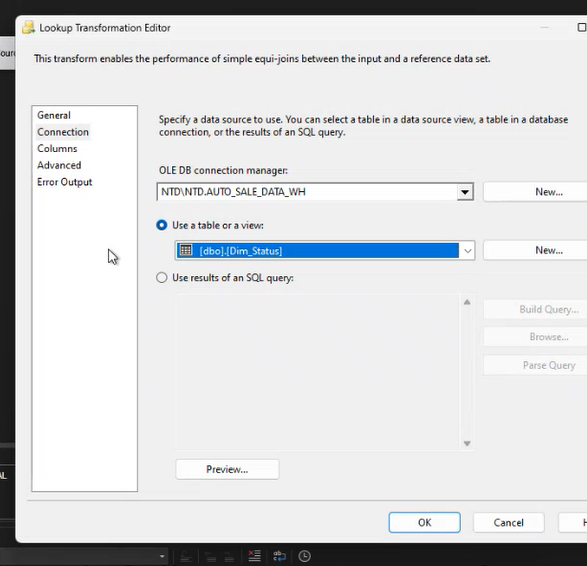 Lookup Transformation Editor
This transform enables the performance of simple equi-joins between the input and a reference data set.
General
Connection
Columns
Advanced
Error Output
Specify a data source to use. You can select a table in a data source view, a table in a database
connection, or the results of an SQL query.
OLE DB connection manager:
NTD\NTD.AUTO_SALE_DATA_WH
New...
Use a table or a view:
[dbo].[Dim_Status]
New...
Use results of an SQL query:
Build Query...
Browse...
Parse Query
Preview...
OK
Cancel